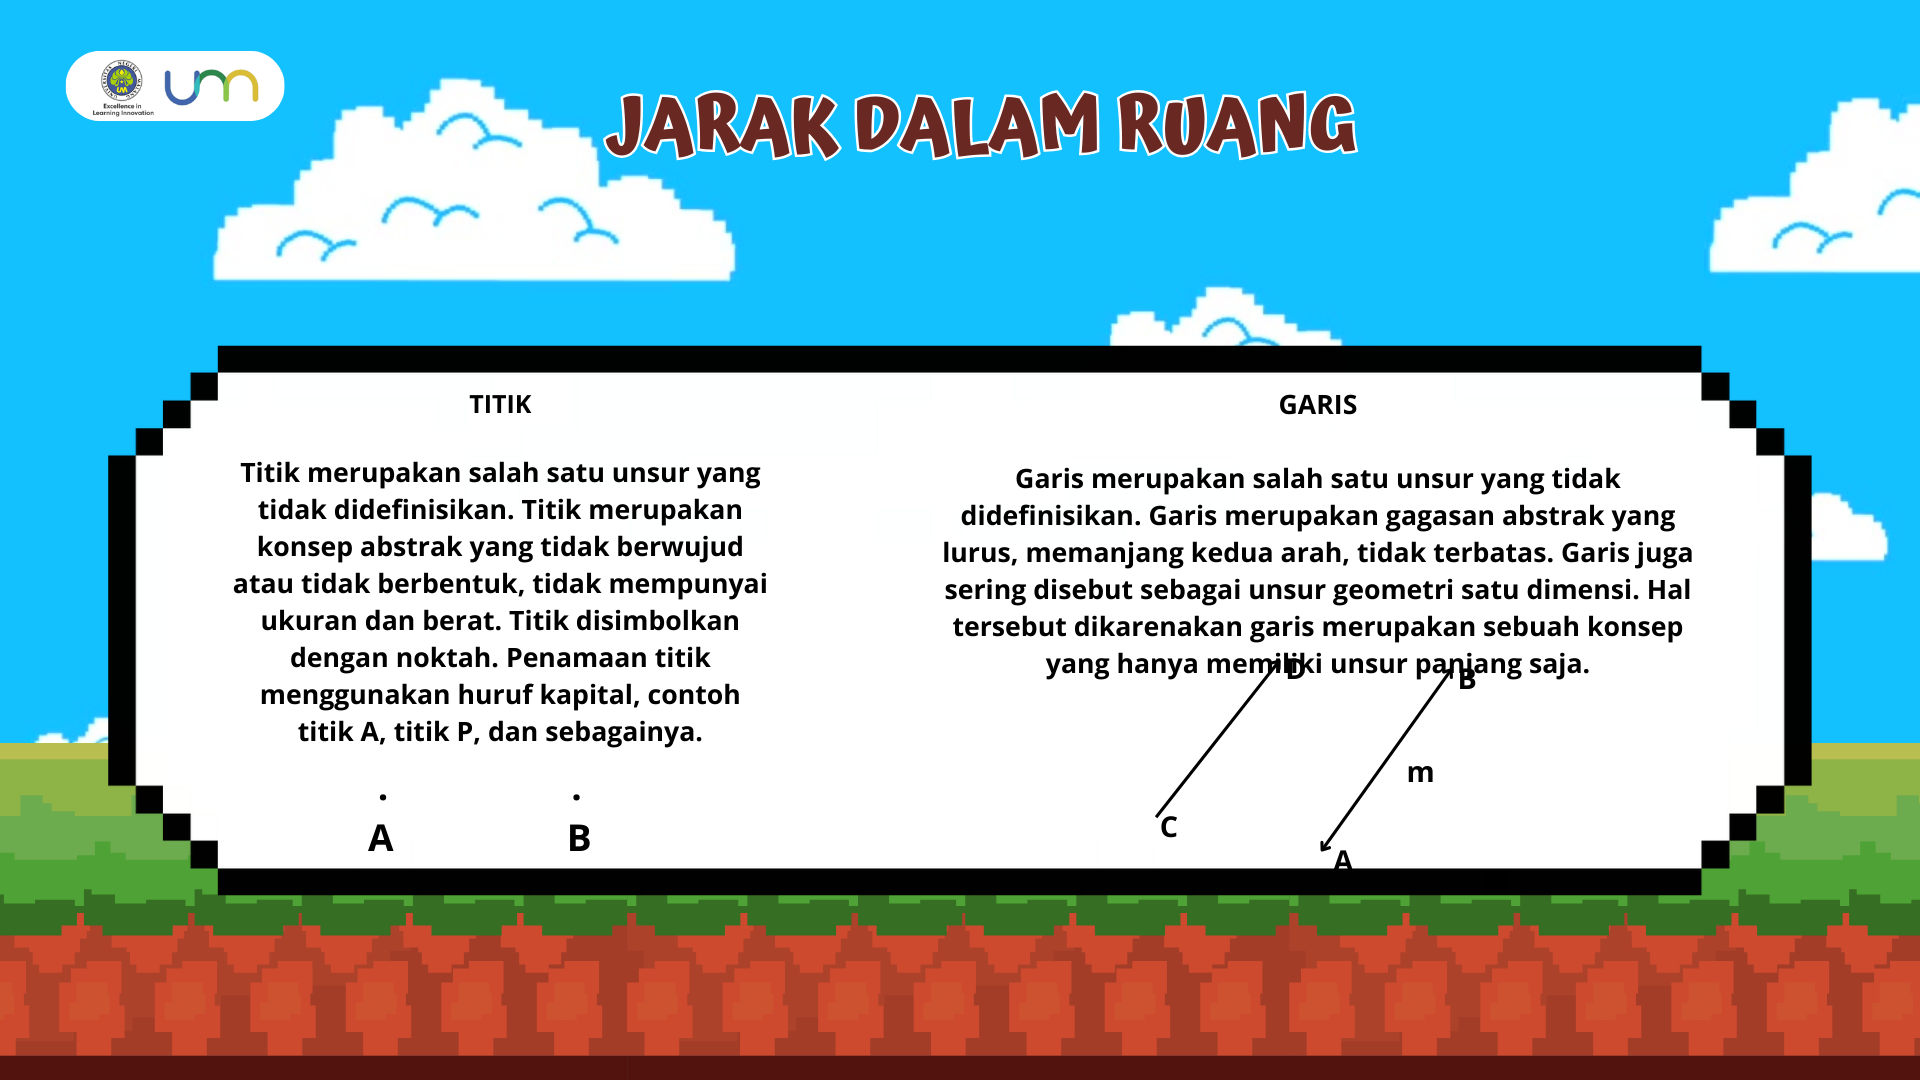 Excellence in
Learning Innovation
um
JARAK DALAM RUANG
TITIK
Titik merupakan salah satu unsur yang
tidak didefinisikan. Titik merupakan
konsep abstrak yang tidak berwujud
atau tidak berbentuk, tidak mempunyai
ukuran dan berat. Titik disimbolkan
dengan noktah. Penamaan titik
menggunakan huruf kapital, contoh
titik A, titik P, dan sebagainya.
A
B
GARIS
Garis merupakan salah satu unsur yang tidak
didefinisikan. Garis merupakan gagasan abstrak yang
lurus, memanjang kedua arah, tidak terbatas. Garis juga
sering disebut sebagai unsur geometri satu dimensi. Hal
tersebut dikarenakan garis merupakan sebuah konsep
yang hanya memiliki unsur panjang saja.
D
B
m
C
A